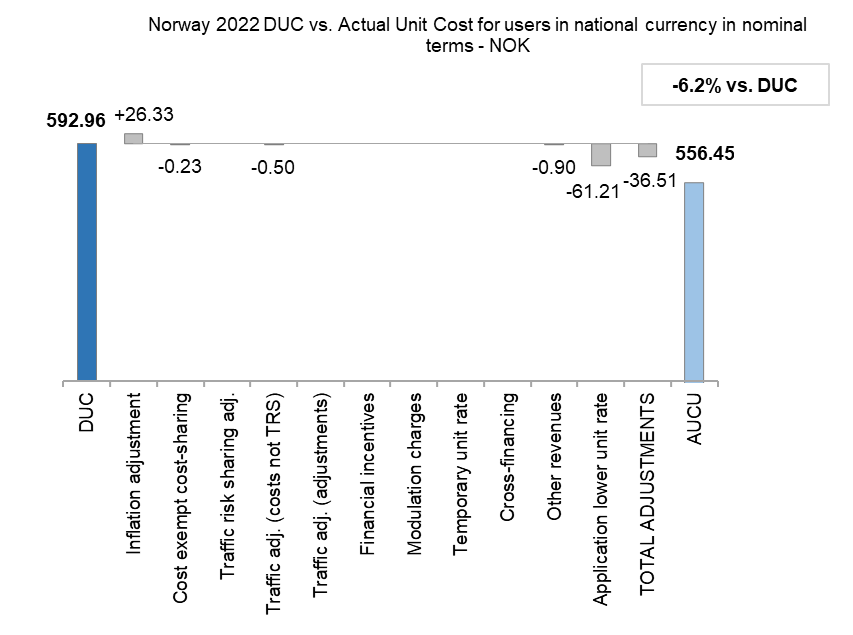 Norway 2022 DUC vs. Actual Unit Cost for users in national currency in nominal
terms - NOK
-6.2% vs. DUC
592.96
+26.33
-0.23
-0.50
-0.90
-61.21
-36.51
556.45
DUC
Inflation adjustment
Cost exempt cost-sharing
Traffic risk sharing adj.
Traffic adj. (costs not TRS)
Traffic adj. (adjustments)
Financial incentives
Modulation charges
Temporary unit rate
Cross-financing
Other revenues
Application lower unit rate
TOTAL ADJUSTMENTS
AUCU